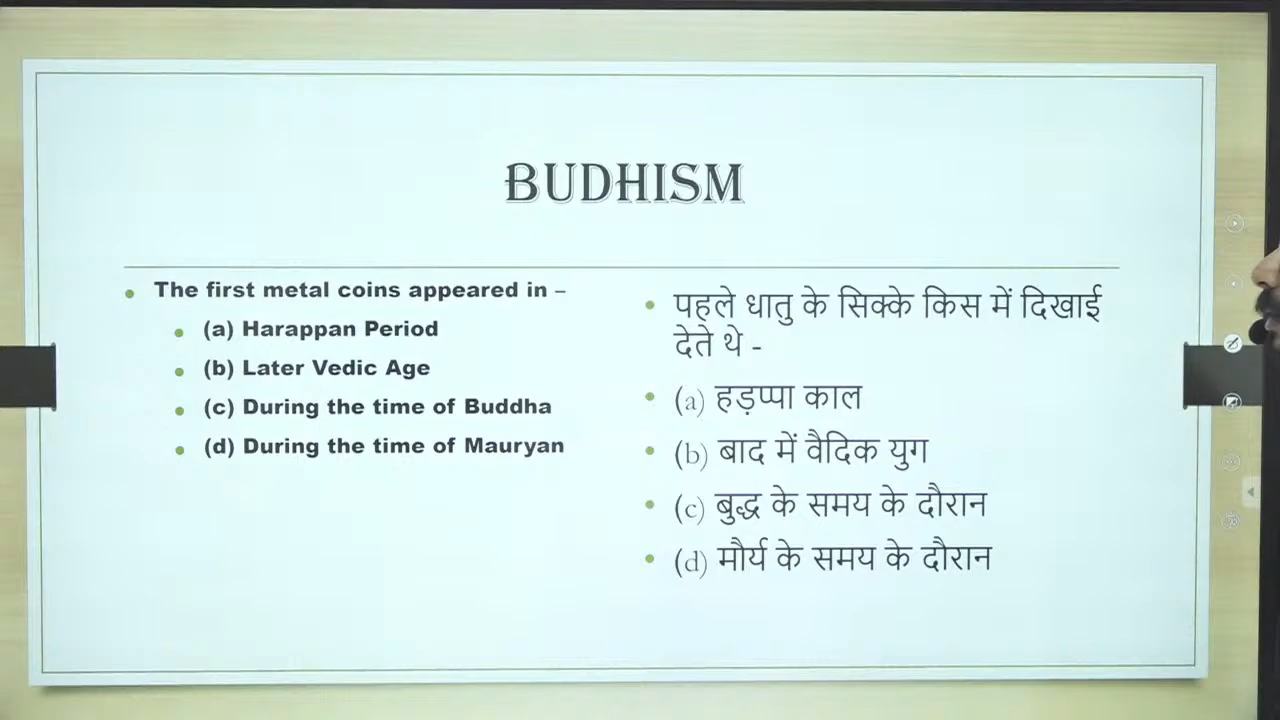 BUDHISM
The first metal coins appeared in –
(a) Harappan Period
(b) Later Vedic Age
(c) During the time of Buddha
(d) During the time of Mauryan
पहले धातु के सिक्के किस में दिखाई
देते थे -
(a) हड़प्पा काल
(b) बाद में वैदिक युग
(c) बुद्ध के समय के दौरान
(d) मौर्य के समय के दौरान